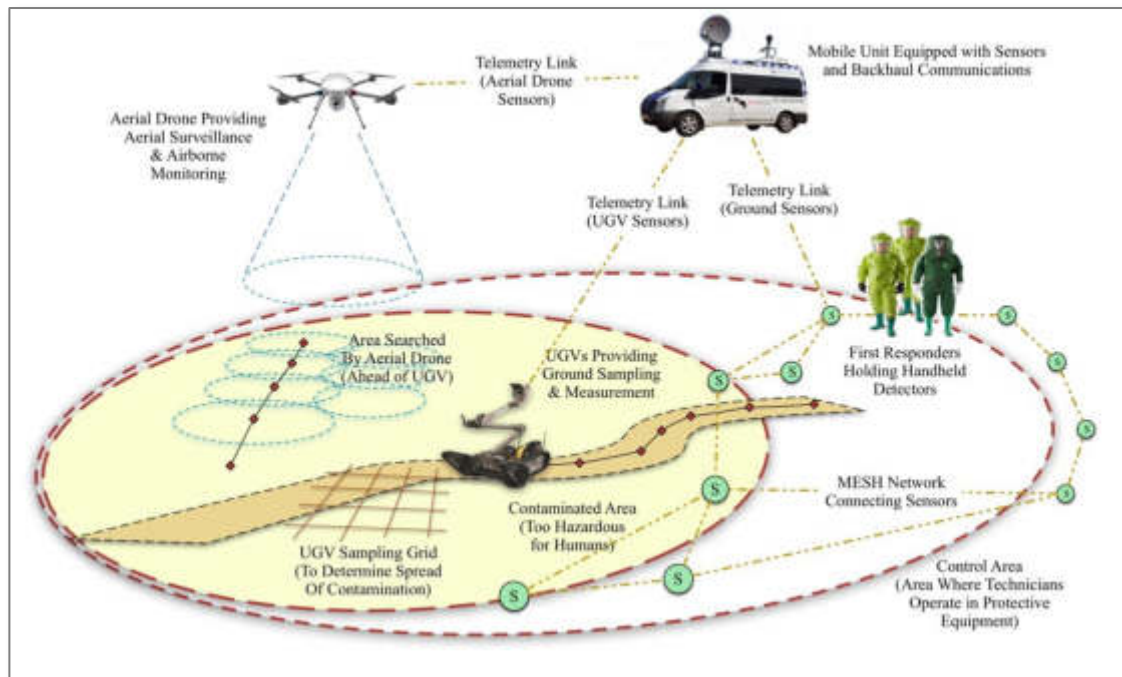 Telemetry Link
(Aerial Drone
Sensors)
Mobile Unit Equipped with Sensors
and Backhaul Communications
Aerial Drone Providing
Aerial Surveillance
& Airborne
Monitoring
Telemetry Link
(UGV Sensors)
Telemetry Link
(Ground Sensors)
Area Searched
By Aerial Drone
(Ahead of UGV)
UGVs Providing
Ground Sampling
& Measurement
First Responders
Holding Handheld
Detectors
S
S
S
S
S
S
S
MESH Network
Connecting Sensors
S
S
Contaminated Area
(Too Hazardous
for Humans)
UGV Sampling Grid
(To Determine Spread
Of Contamination)
S
S
Control Area
(Area Where Technicians
Operate in Protective
Equipment)